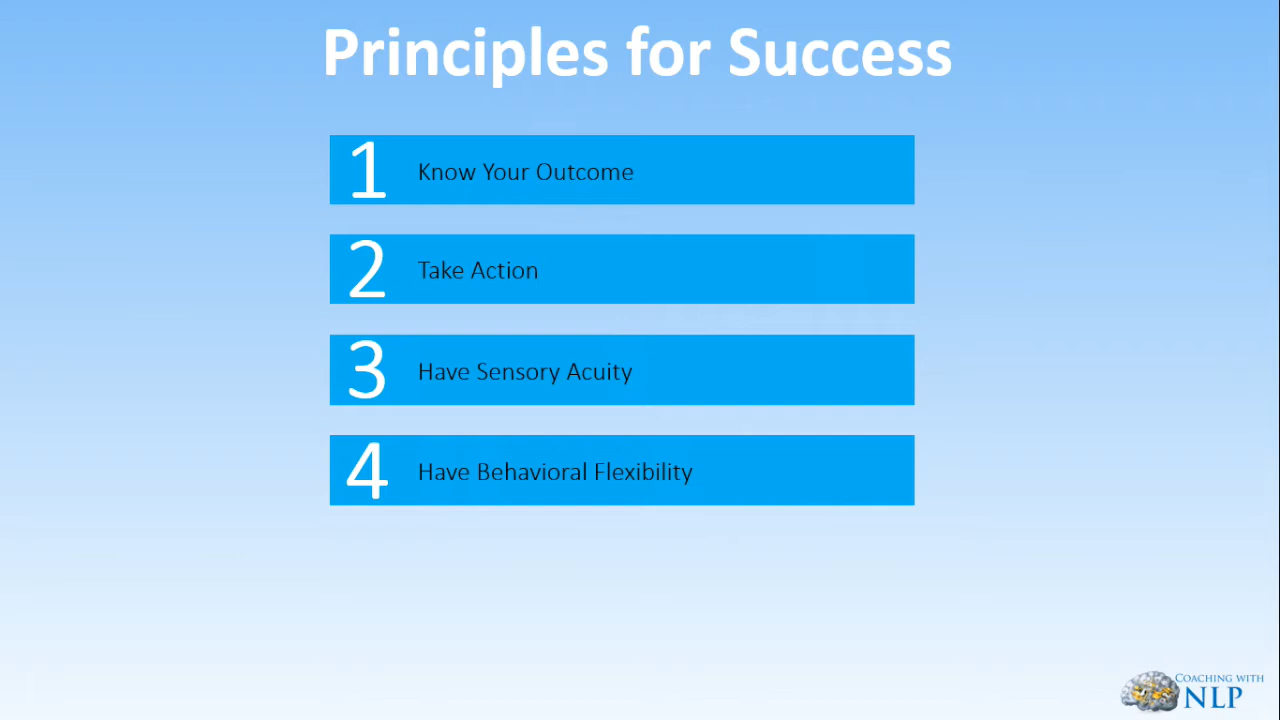 Principles for Success
1 Know Your Outcome
2 Take Action
3 Have Sensory Acuity
4 Have Behavioral Flexibility
COACHING WITH
NLP